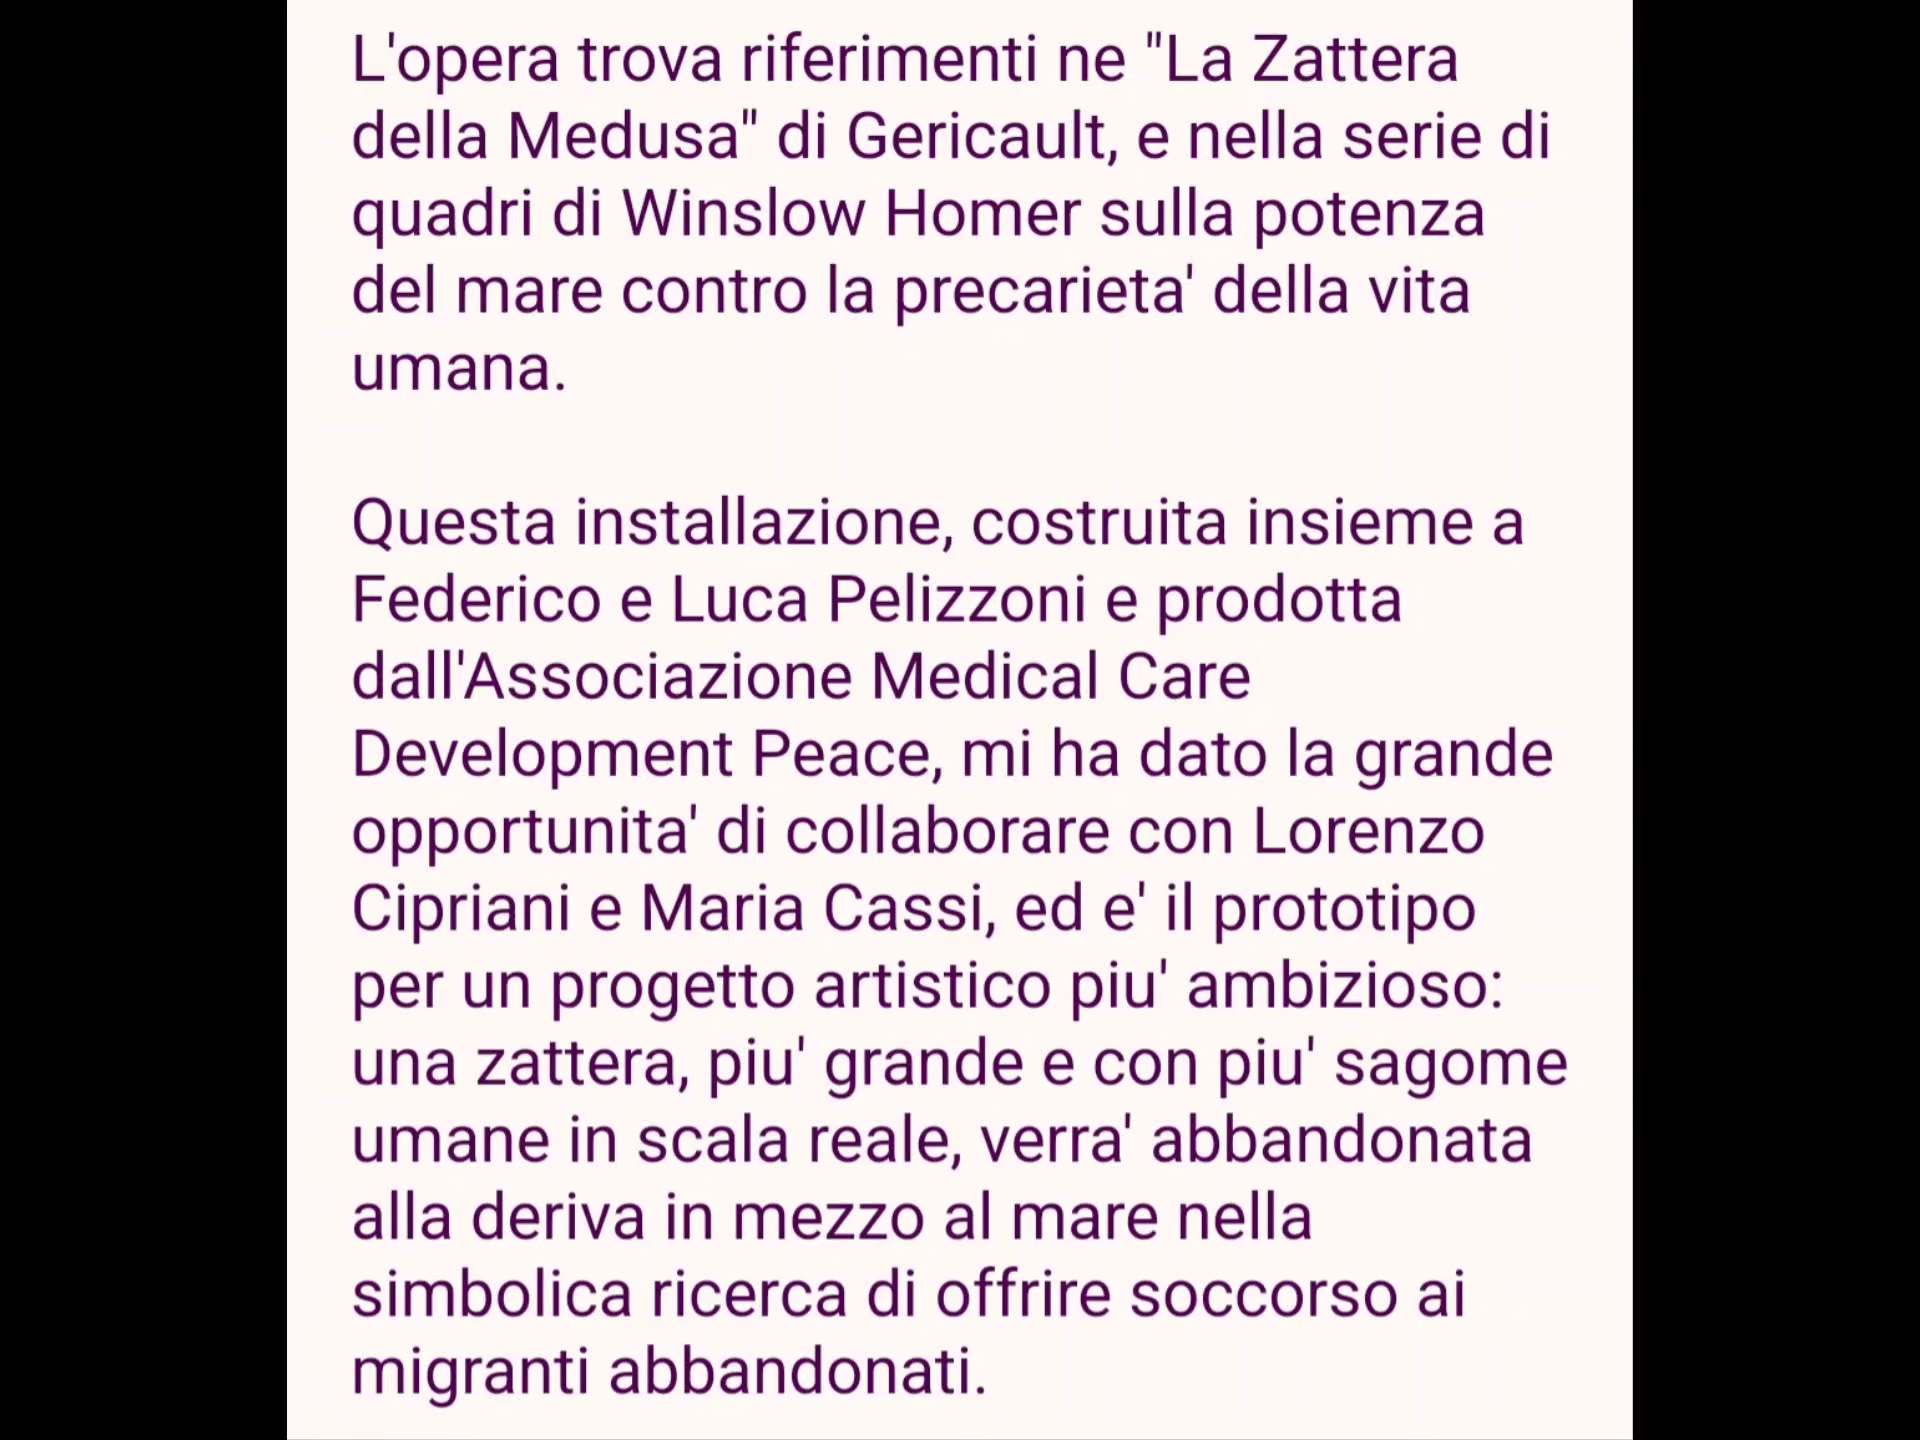 L'opera trova riferimenti ne "La Zattera
della Medusa" di Gericault, e nella serie di
quadri di Winslow Homer sulla potenza
del mare contro la precarieta' della vita
umana.
Questa installazione, costruita insieme a
Federico e Luca Pelizzoni e prodotta
dall'Associazione Medical Care
Development Peace, mi ha dato la grande
opportunita' di collaborare con Lorenzo
Cipriani e Maria Cassi, ed e' il prototipo
per un progetto artistico piu' ambizioso:
una zattera, piu' grande e con piu' sagome
umane in scala reale, verra' abbandonata
alla deriva in mezzo al mare nella
simbolica ricerca di offrire soccorso ai
migranti abbandonati.